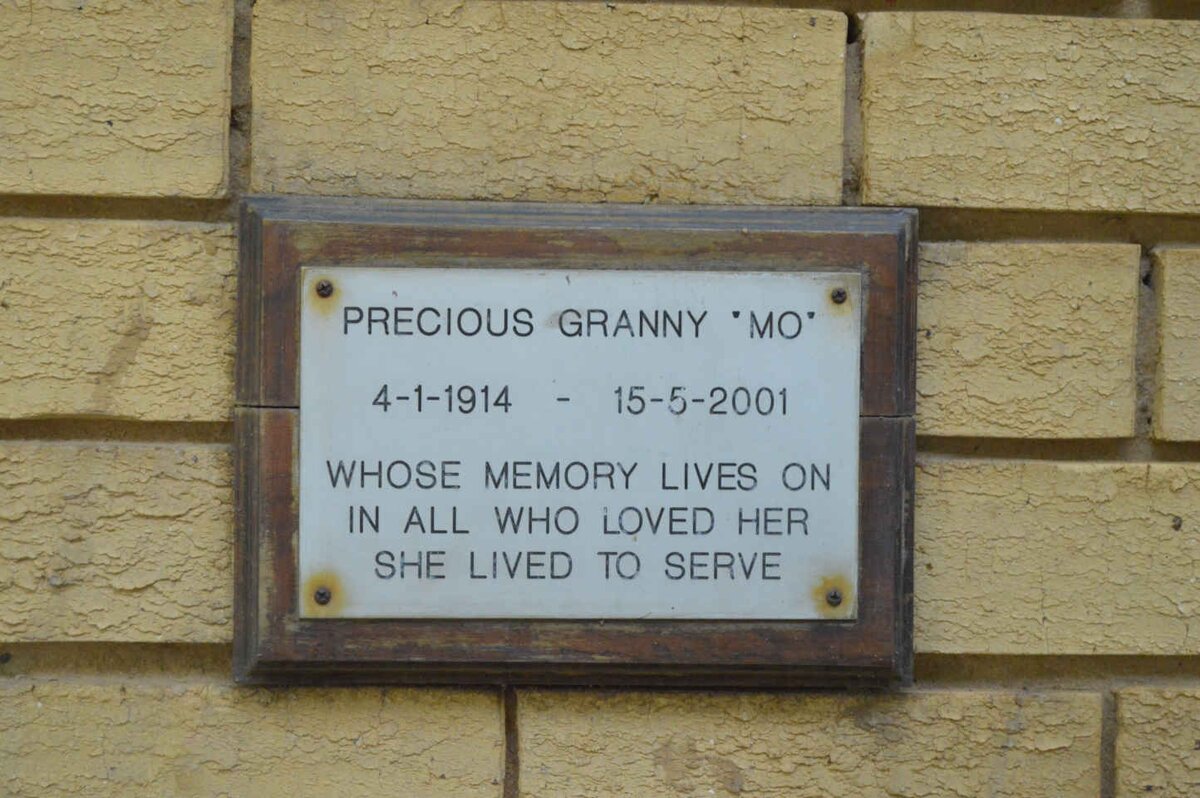 PRECIOUS GRANNY "MO"
4-1-1914 - 15-5-2001
WHOSE MEMORY LIVES ON
IN ALL WHO LOVED HER
SHE LIVED TO SERVE